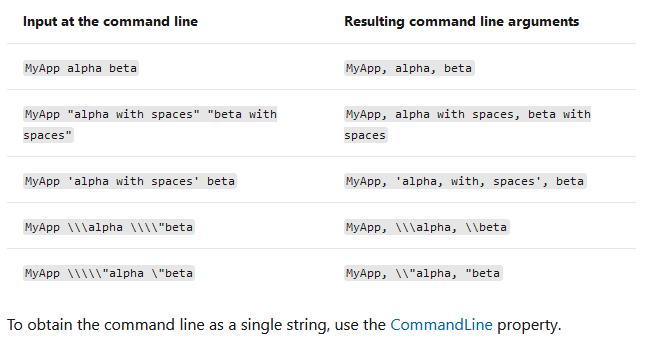 Input at the command line Resulting command line arguments
MyApp alpha beta MyApp, alpha, beta
MyApp "alpha with spaces" "beta with MyApp, alpha with spaces, beta with
spaces" spaces
MyApp 'alpha with spaces' beta MyApp, 'alpha, with, spaces', beta
MyApp \\\alpha \\\\"beta MyApp, \\\alpha, \\beta
MyApp \\\\\"alpha \"beta MyApp, \\"alpha, "beta
To obtain the command line as a single string, use the CommandLine property.